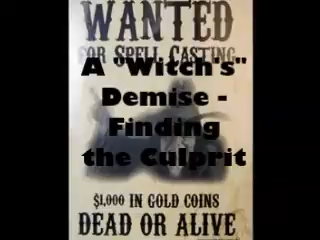 WANTED
FOR SPELL CASTING
A "Witch's"
Demise -
Finding
the Culprit
$1,000 IN GOLD COINS
DEAD OR ALIVE